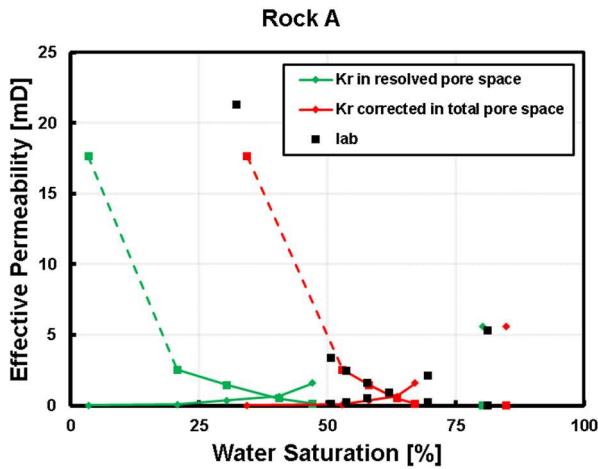 Rock A
Effective Permeability [mD]
25
20
15
10
5
0
Kr in resolved pore space
Kr corrected in total pore space
lab
0
25
50
75
100
Water Saturation [%]